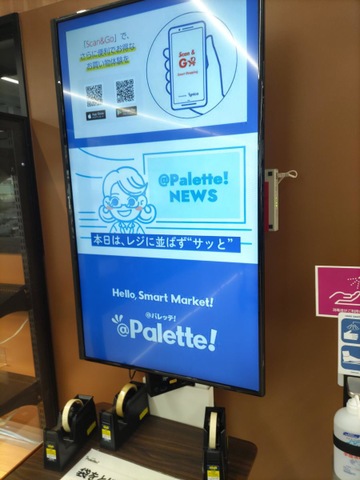 「Scan&Go」で、
さらに便利でお得な
お買い物体験を
Scan &
Go
@Palette!
NEWS
本日は、レジに並ばず“サッと”
Hello, Smart Market!
@パレッテ!
@Palette!